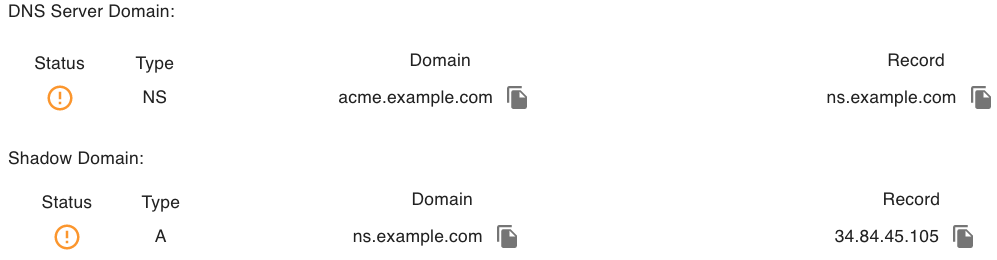 DNS Server Domain:
Status Type Domain Record
NS acme.example.com ns.example.com
Shadow Domain:
Status Type Domain Record
A ns.example.com 34.84.45.105